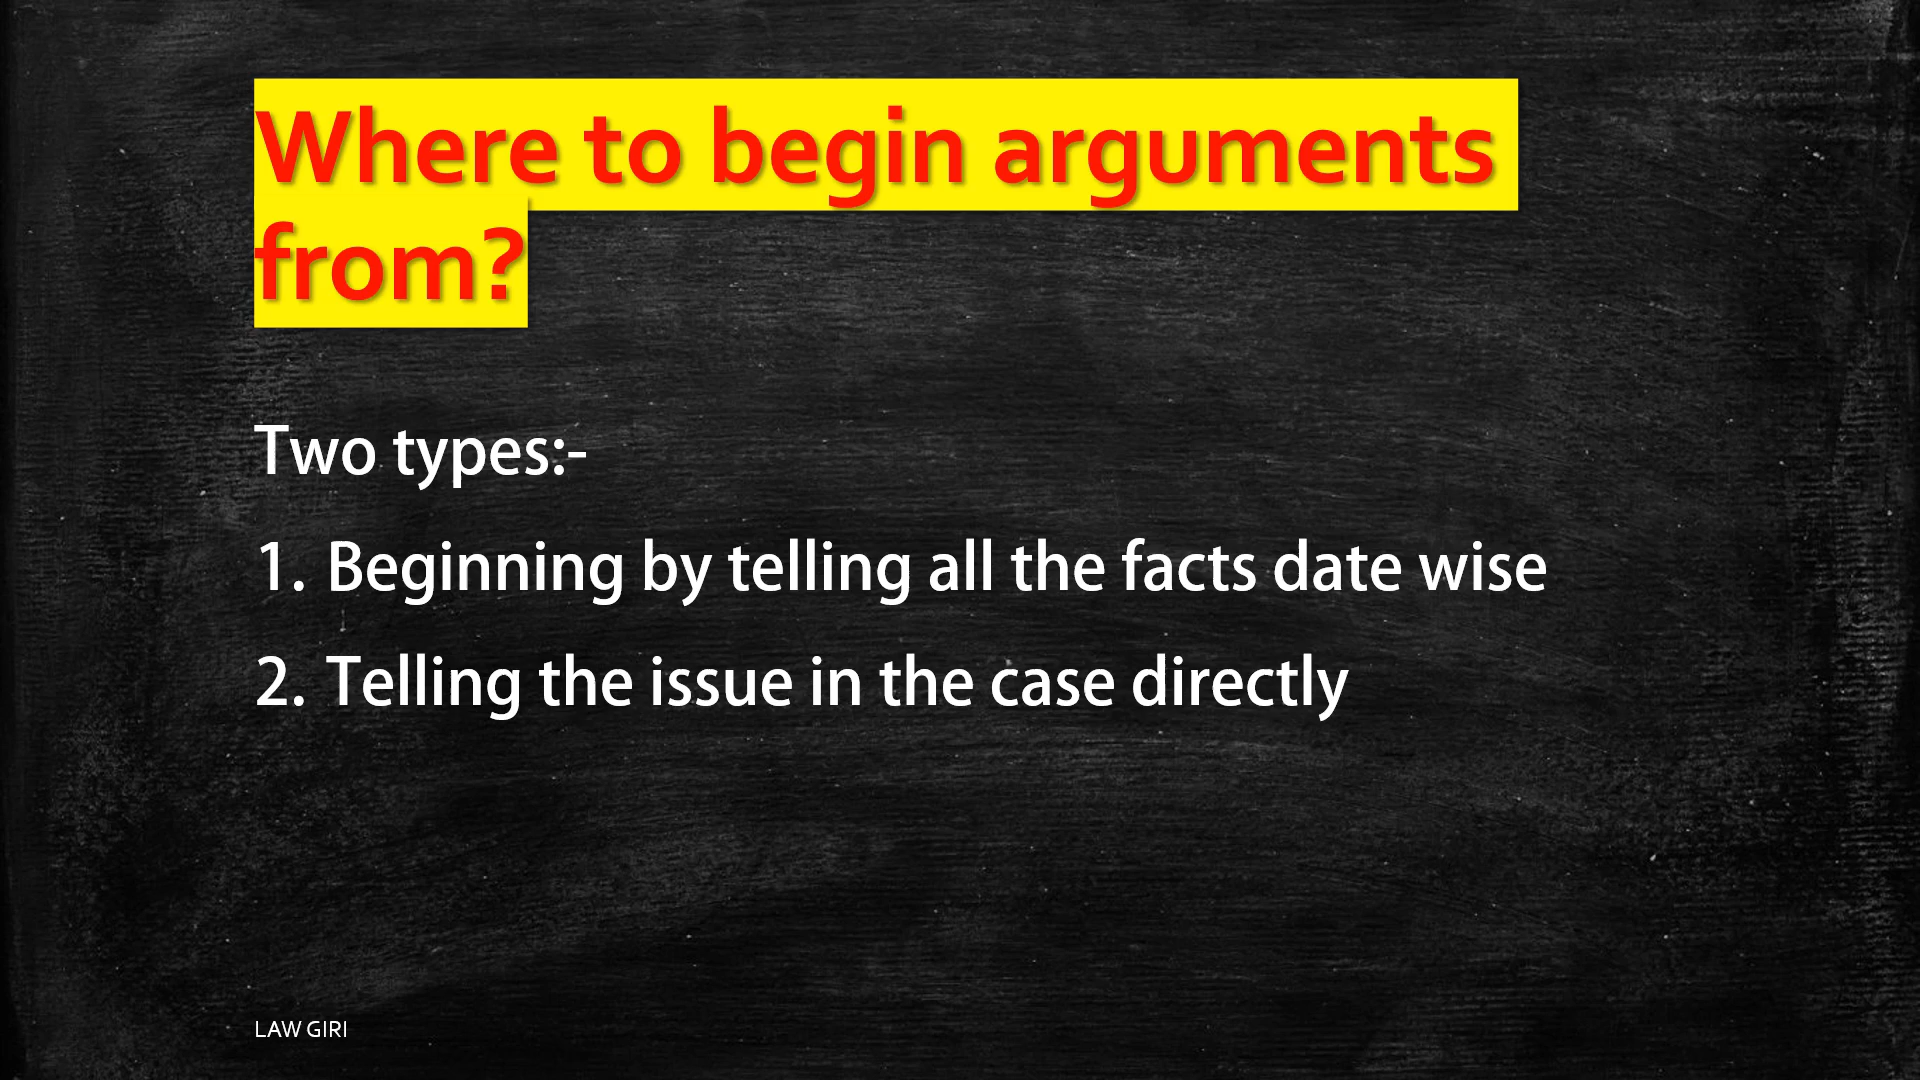 Where to begin arguments
from?
Two types:-
1. Beginning by telling all the facts date wise
2. Telling the issue in the case directly
LAW GIRI